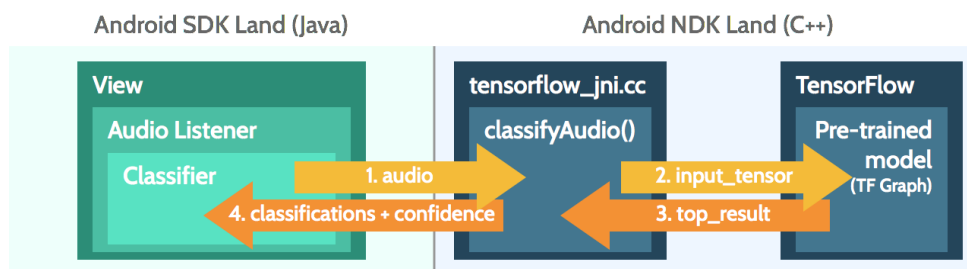 Android SDK Land (Java)
Android NDK Land (C++)
View
Audio Listener
Classifier
tensorflow_jni.cc
classifyAudio()
TensorFlow
Pre-trained
model
(TF Graph)
1. audio
2. input_tensor
4. classifications + confidence
3. top_result